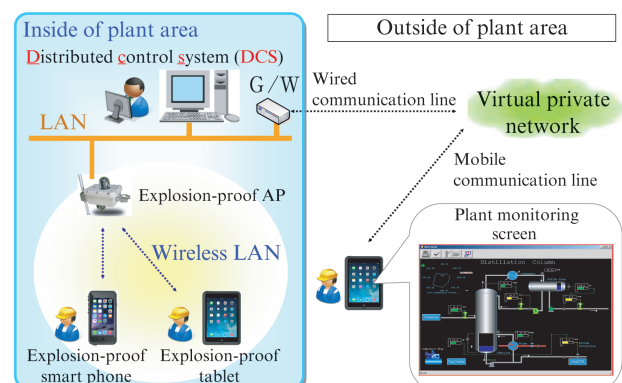 Inside of plant area
Distributed control system (DCS)
G/W
LAN
Explosion-proof AP
Wireless LAN
Explosion-proof
smart phone
Explosion-proof
tablet
Outside of plant area
Wired
communication line
Virtual private
network
Mobile
communication line
Plant monitoring
screen
Distillation Column